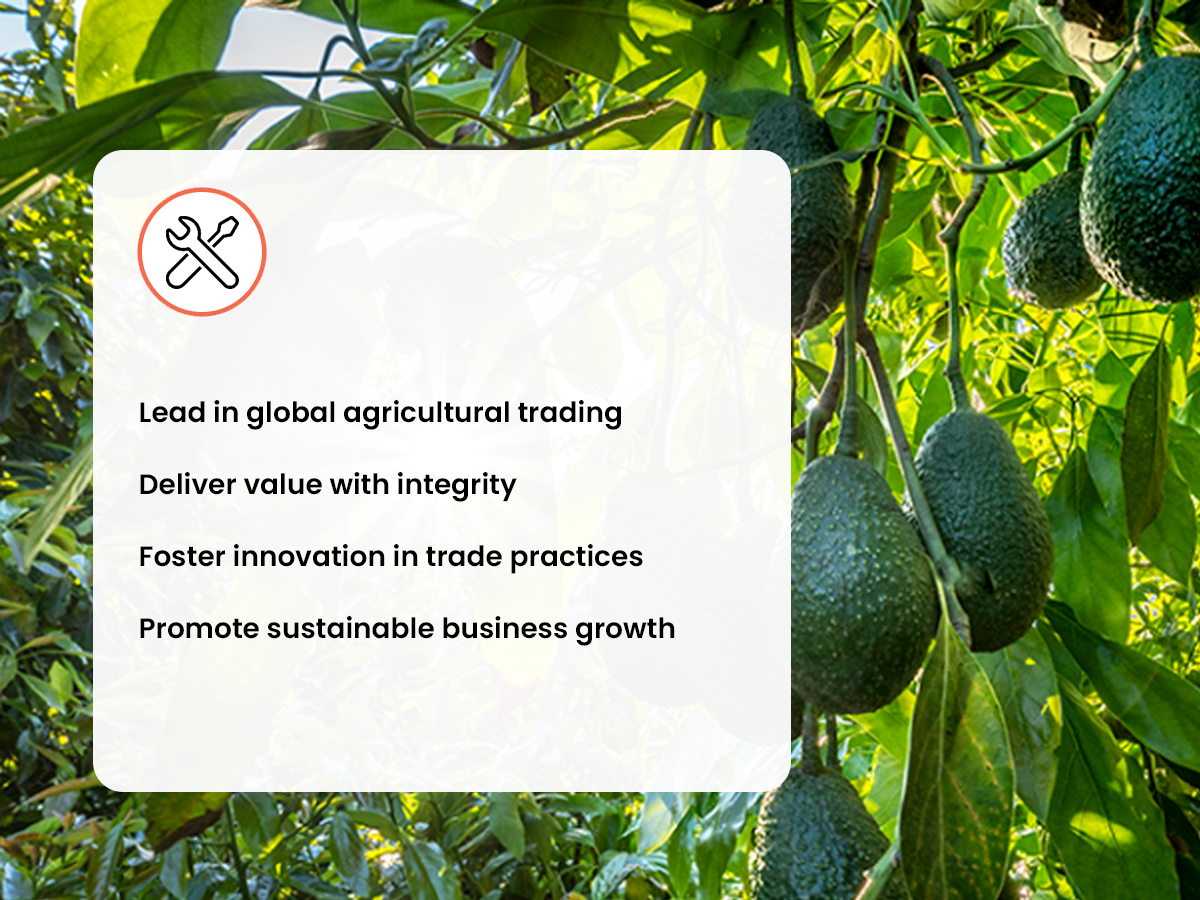 Lead in global agricultural trading
Deliver value with integrity
Foster innovation in trade practices
Promote sustainable business growth